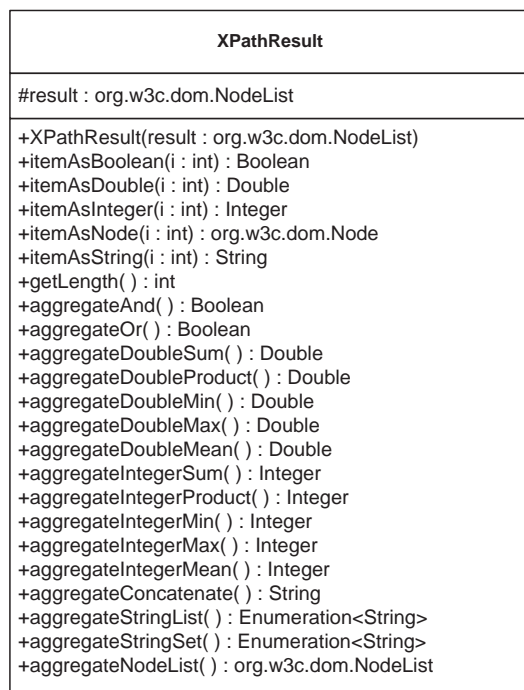 XPathResult
#result : org.w3c.dom.NodeList
+XPathResult(result : org.w3c.dom.NodeList)
+itemAsBoolean(i : int) : Boolean
+itemAsDouble(i : int) : Double
+itemAsInteger(i : int) : Integer
+itemAsNode(i : int) : org.w3c.dom.Node
+itemAsString(i : int) : String
+getLength( ) : int
+aggregateAnd( ) : Boolean
+aggregateOr( ) : Boolean
+aggregateDoubleSum( ) : Double
+aggregateDoubleProduct( ) : Double
+aggregateDoubleMin( ) : Double
+aggregateDoubleMax( ) : Double
+aggregateDoubleMean( ) : Double
+aggregateIntegerSum( ) : Integer
+aggregateIntegerProduct( ) : Integer
+aggregateIntegerMin( ) : Integer
+aggregateIntegerMax( ) : Integer
+aggregateIntegerMean( ) : Integer
+aggregateConcatenate( ) : String
+aggregateStringList( ) : Enumeration<String>
+aggregateStringSet( ) : Enumeration<String>
+aggregateNodeList( ) : org.w3c.dom.NodeList